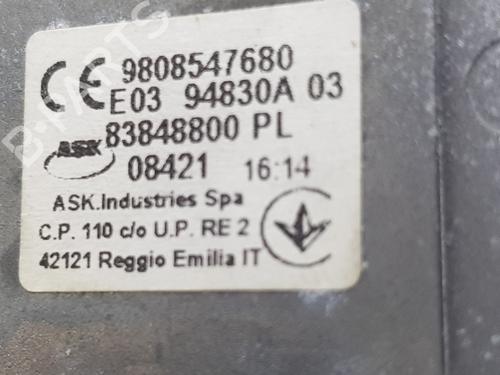 CE 9808547680
E03 94830A 03
ASK 83848800 PL
08421 16:14
ASK.Industries Spa
C.P. 110 c/o U.P. RE 2
42121 Reggio Emilia IT
B-PARTS